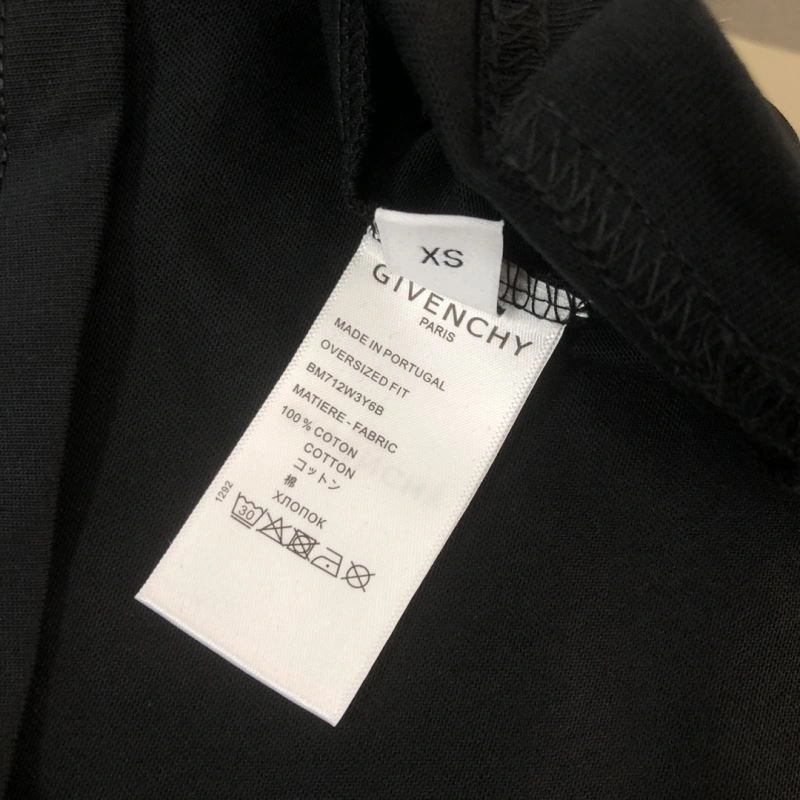 XS
GIVENCHY
PARIS
MADE IN PORTUGAL
OVERSIZED FIT
BM712W3Y6B
MATIERE - FABRIC
100 % COTON
COTTON
コットン
棉
ХЛОПОК
1292
30